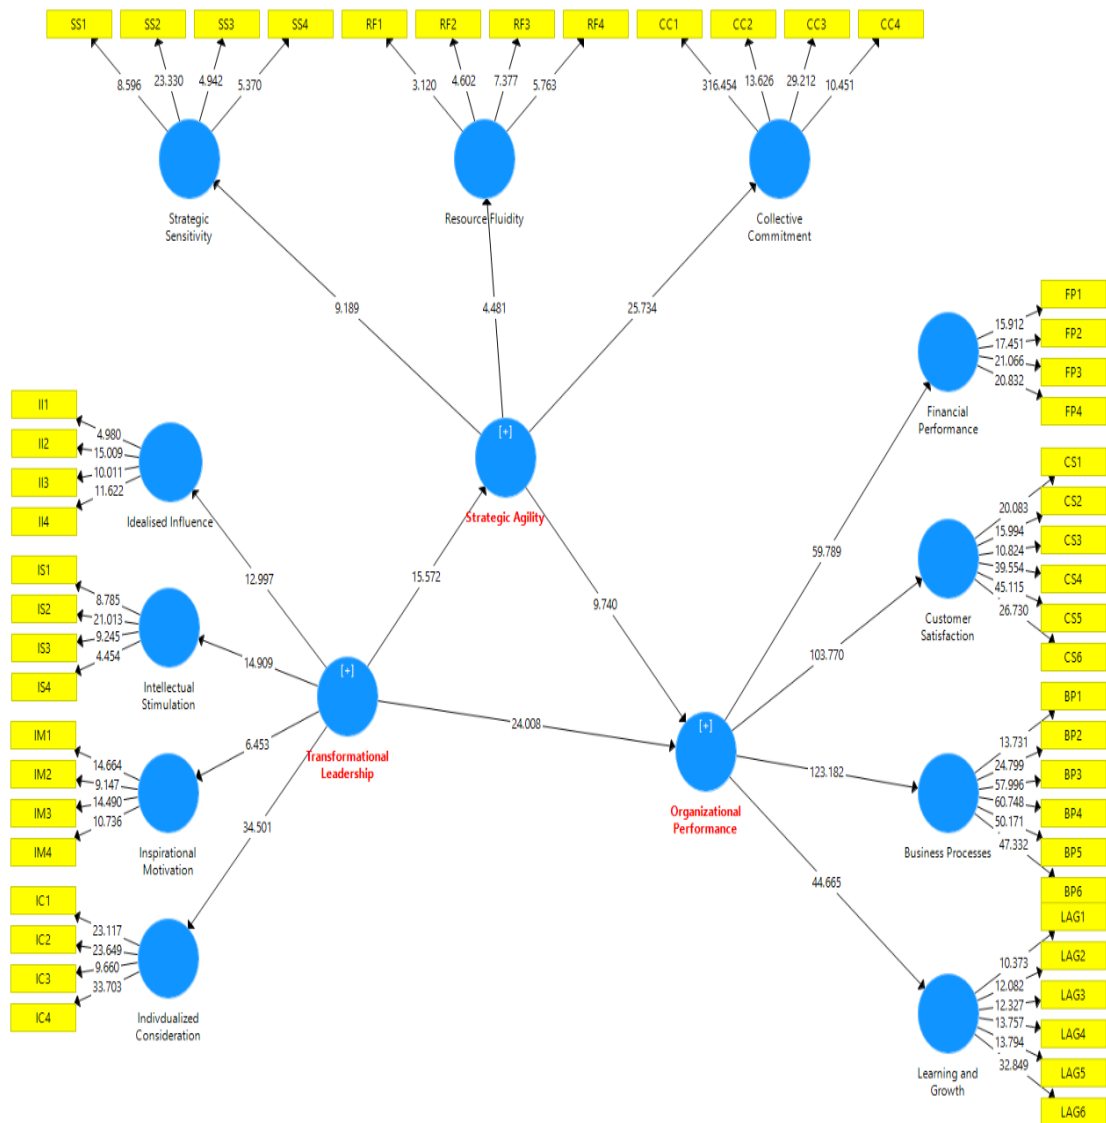 SS1
SS2
SS3
SS4
RF1
RF2
RF3
RF4
CC1
CC2
CC3
CC4
8.596
23.330
4.942
5.370
3.120
4.602
7.377
5.763
316.454
13.626
29.212
10.451
Strategic
Sensitivity
Resource Fluidity
Collective
Commitment
9.189
4.481
25.734
FP1
FP2
FP3
FP4
15.912
17.451
21.066
20.832
Financial
Performance
II1
II2
II3
II4
4.980
15.009
10.011
11.622
Idealised Influence
[+]
Strategic Agility
CS1
CS2
CS3
CS4
CS5
CS6
20.083
15.994
10.824
39.554
45.115
26.730
Customer
Satisfaction
IS1
IS2
IS3
IS4
8.785
21.013
9.245
4.454
Intellectual
Stimulation
12.997
14.909
6.453
34.501
15.572
9.740
24.008
59.789
103.770
123.182
44.665
[+]
Transformational
Leadership
[+]
Organizational
Performance
IM1
IM2
IM3
IM4
14.664
9.147
14.490
10.736
Inspirational
Motivation
BP1
BP2
BP3
BP4
BP5
BP6
13.731
24.799
57.996
60.748
50.171
47.332
Business Processes
IC1
IC2
IC3
IC4
23.117
23.649
9.660
33.703
Indivdualized
Consideration
LAG1
LAG2
LAG3
LAG4
LAG5
LAG6
10.373
12.082
12.327
13.757
13.794
32.849
Learning and
Growth